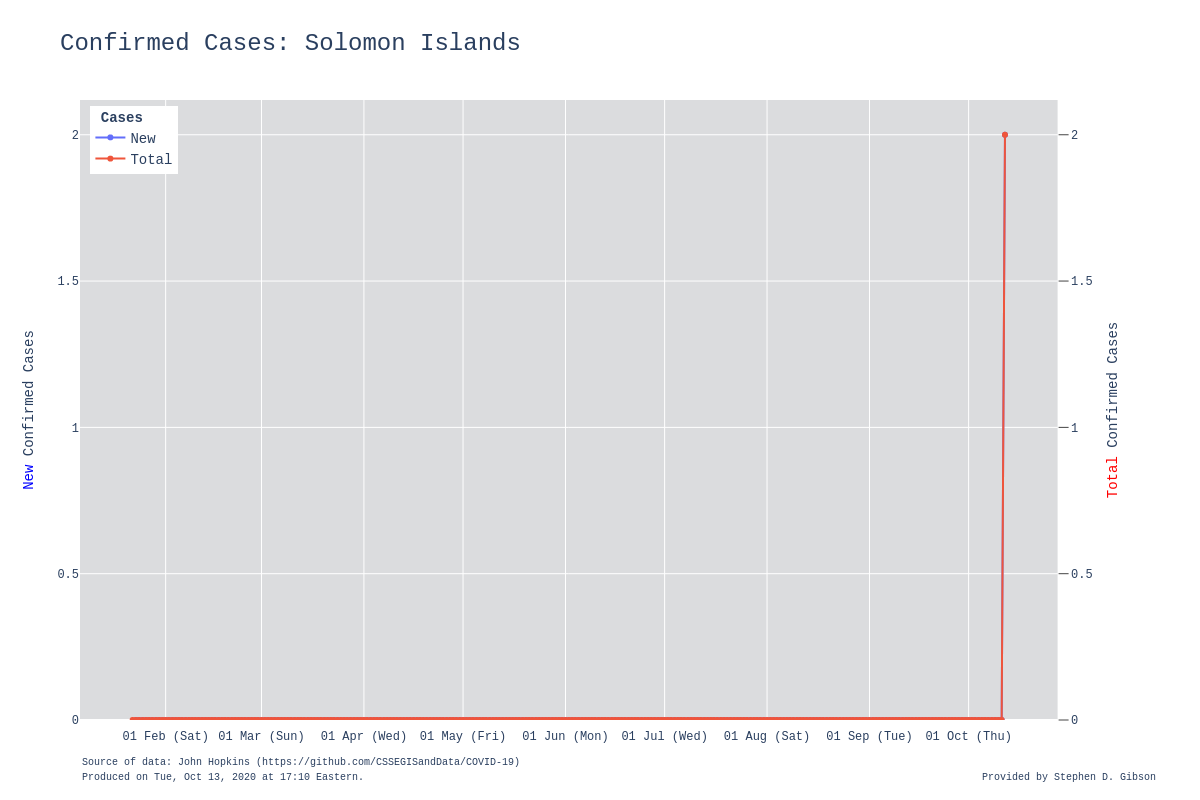 Confirmed Cases: Solomon Islands
Cases
New
Total
2
1.5
1
0.5
0
New Confirmed Cases
2
1.5
1
0.5
0
Total Confirmed Cases
01 Feb (Sat) 01 Mar (Sun) 01 Apr (Wed) 01 May (Fri) 01 Jun (Mon) 01 Jul (Wed) 01 Aug (Sat) 01 Sep (Tue) 01 Oct (Thu)
Source of data: John Hopkins (https://github.com/CSSEGISandData/COVID-19)
Produced on Tue, Oct 13, 2020 at 17:10 Eastern.
Provided by Stephen D. Gibson